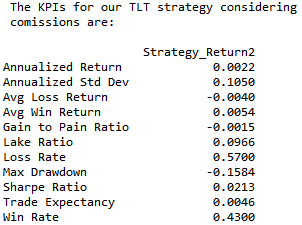 The KPIs for our TLT strategy considering
comissions are:
Strategy_Return2
Annualized Return 0.0022
Annualized Std Dev 0.1050
Avg Loss Return -0.0040
Avg Win Return 0.0054
Gain to Pain Ratio -0.0015
Lake Ratio 0.0966
Loss Rate 0.5700
Max Drawdown -0.1584
Sharpe Ratio 0.0213
Trade Expectancy 0.0046
Win Rate 0.4300